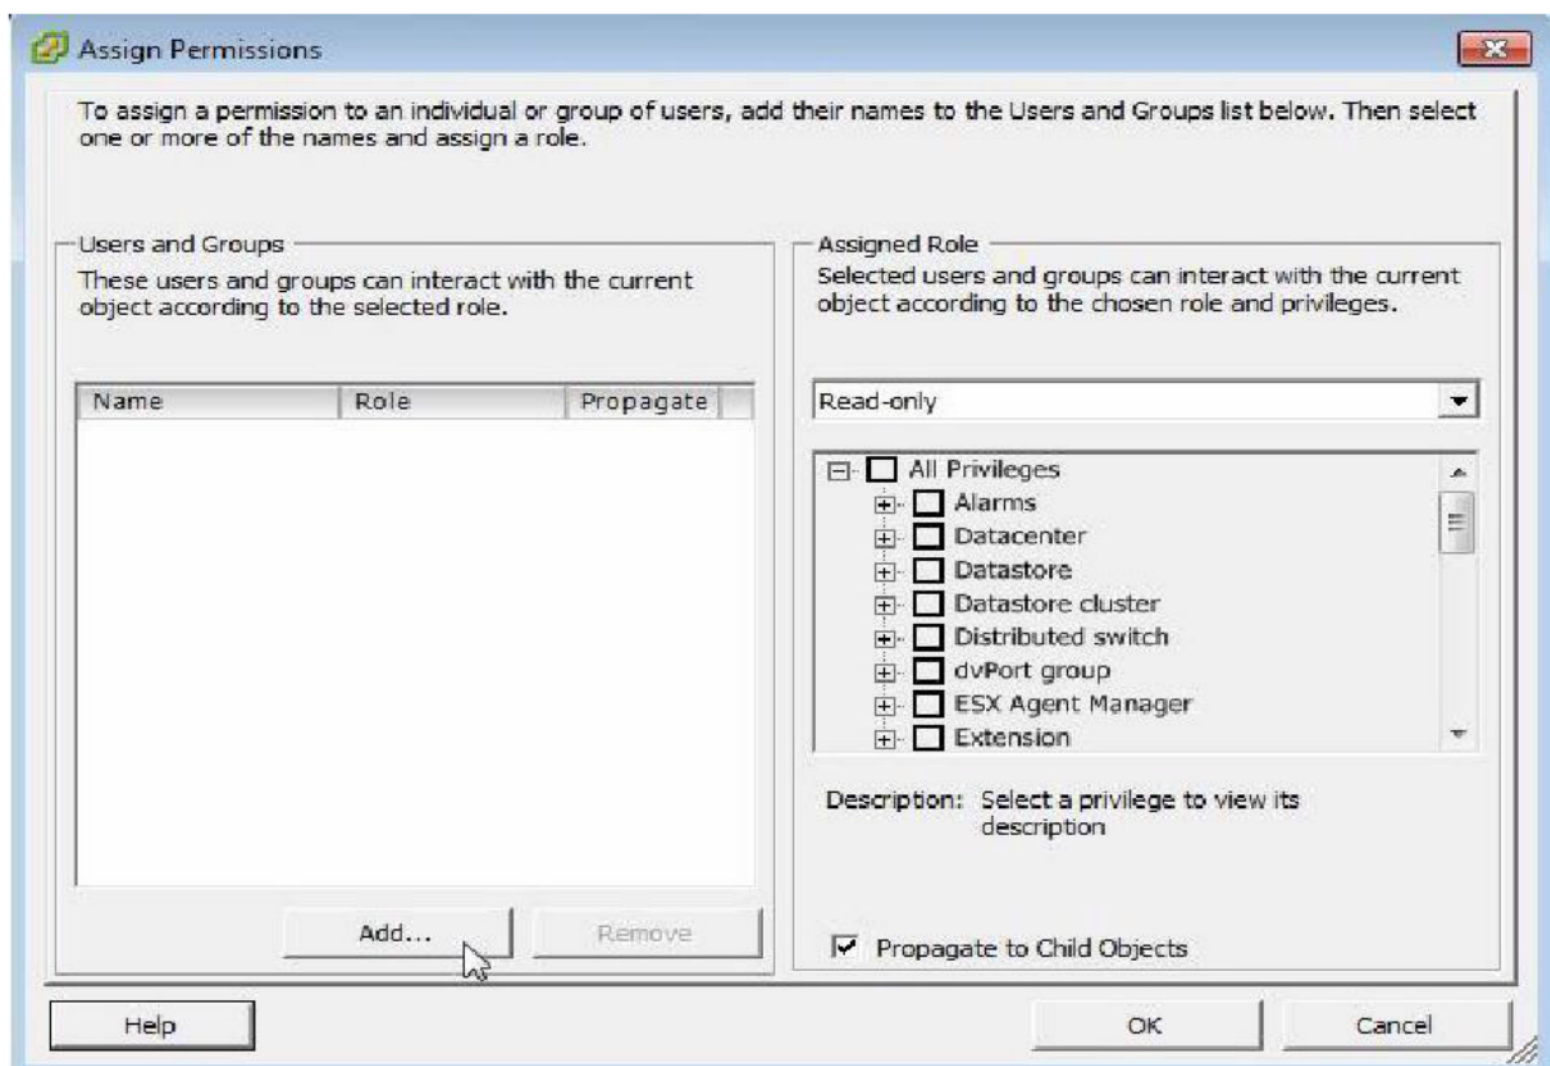 Assign Permissions
To assign a permission to an individual or group of users, add their names to the Users and Groups list below. Then select
one or more of the names and assign a role.
Users and Groups
These users and groups can interact with the current
object according to the selected role.
Name Role Propagate
Add...
Remove
Assigned Role
Selected users and groups can interact with the current
object according to the chosen role and privileges.
Read-only
All Privileges
Alarms
Datacenter
Datastore
Datastore cluster
Distributed switch
dvPort group
ESX Agent Manager
Extension
Description: Select a privilege to view its
description
Propagate to Child Objects
Help
OK
Cancel